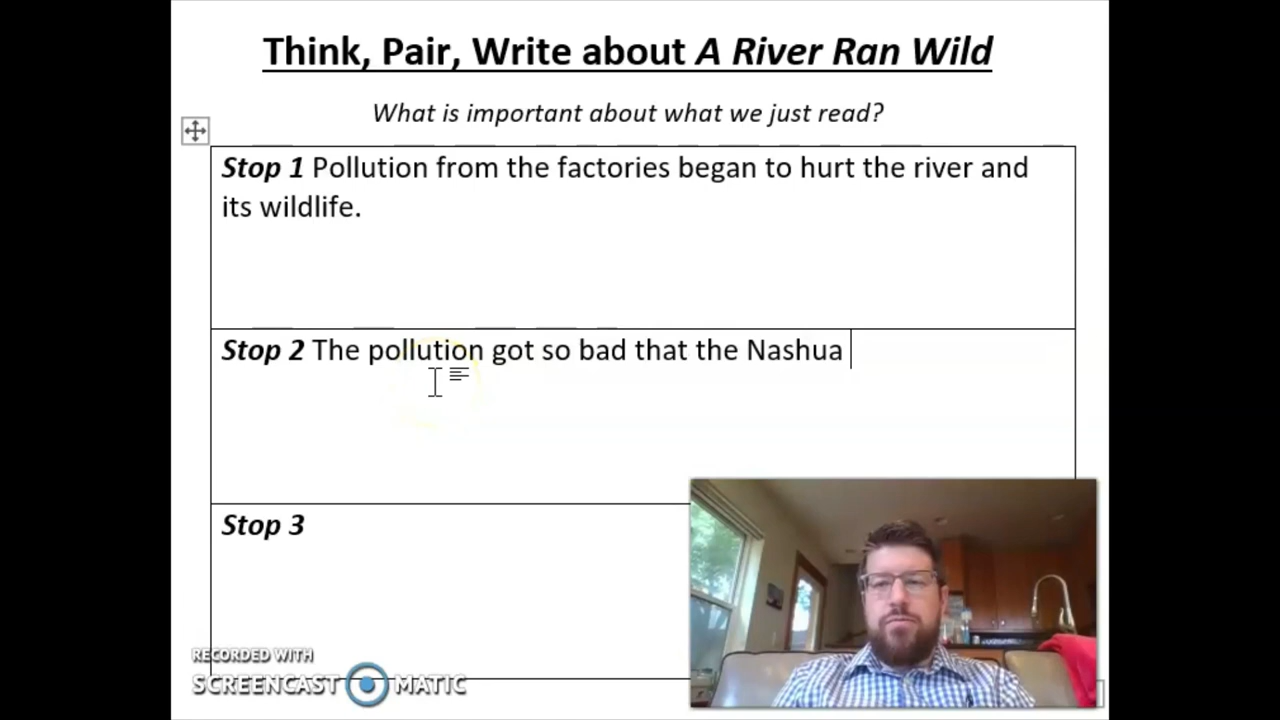 Think, Pair, Write about A River Ran Wild
What is important about what we just read?
Stop 1 Pollution from the factories began to hurt the river and
its wildlife.
Stop 2 The pollution got so bad that the Nashua
Stop 3
RECORDED WITH
SCREENCAST MATIC